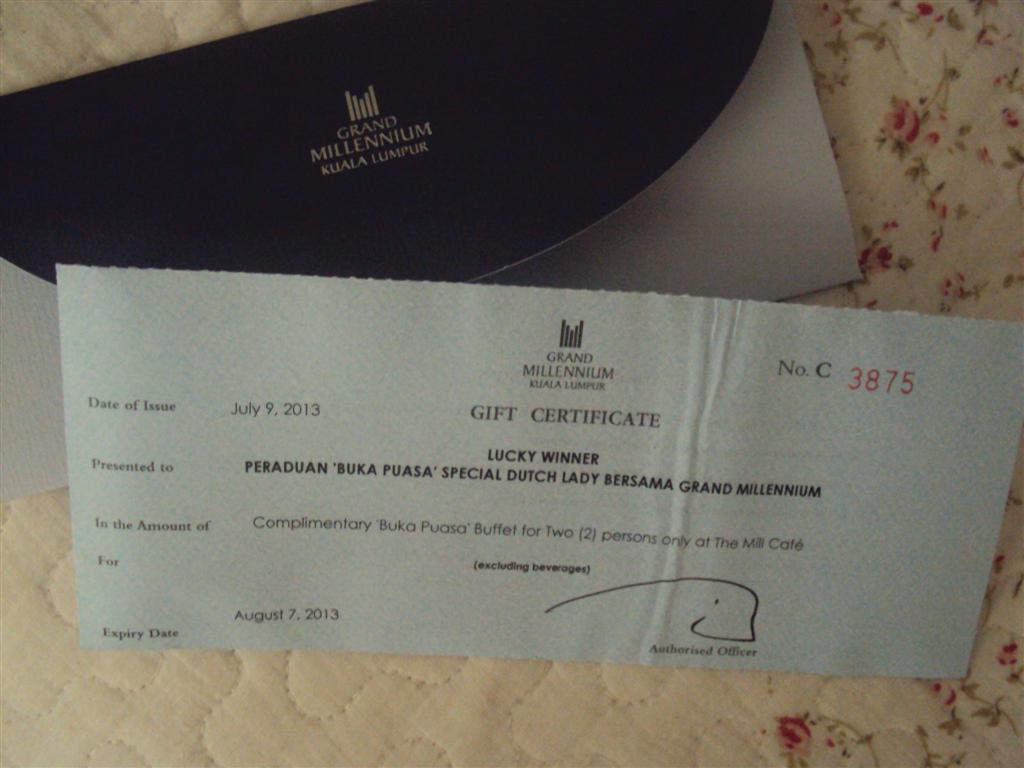 GRAND
MILLENNIUM
KUALA LUMPUR
GRAND
MILLENNIUM
KUALA LUMPUR
No. C 3875
Date of Issue July 9, 2013
GIFT CERTIFICATE
LUCKY WINNER
Presented to PERADUAN 'BUKA PUASA' SPECIAL DUTCH LADY BERSAMA GRAND MILLENNIUM
In the Amount of Complimentary 'Buka Puasa' Buffet for Two (2) persons only at The Mill Café
For (excluding beverages)
August 7, 2013
Expiry Date
Authorised Officer